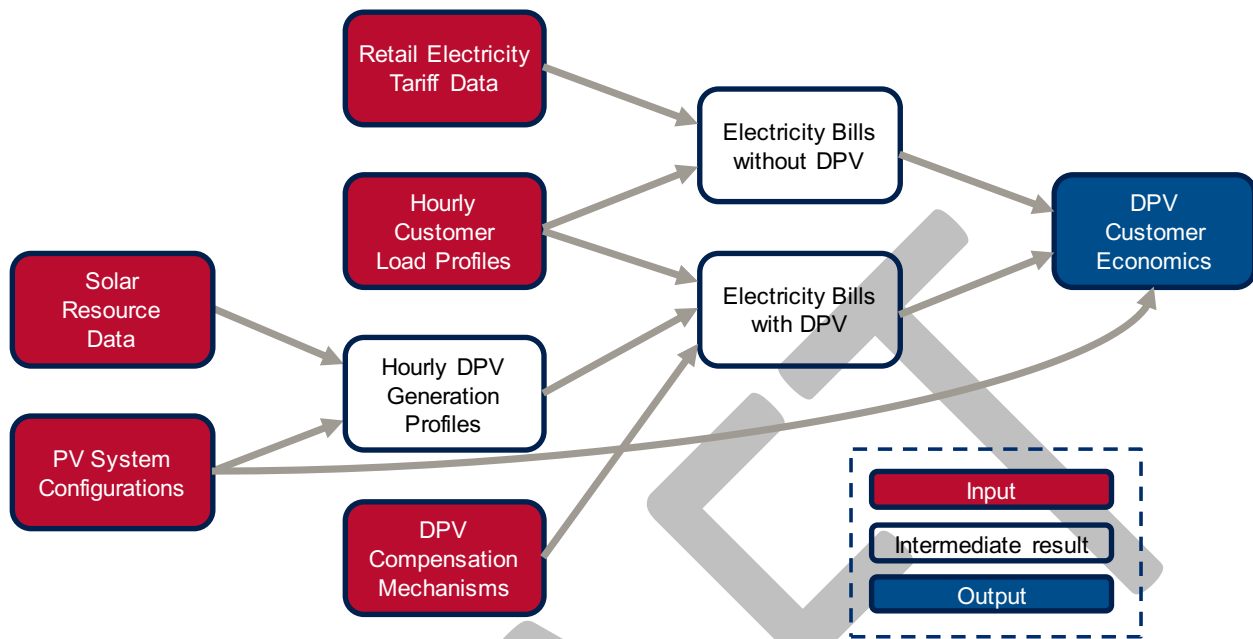 Retail Electricity
Tariff Data
Electricity Bills
without DPV
Hourly
Customer
Load Profiles
DPV
Customer
Economics
Solar
Resource
Data
Electricity Bills
with DPV
Hourly DPV
Generation
Profiles
PV System
Configurations
DPV
Compensation
Mechanisms
Input
Intermediate result
Output